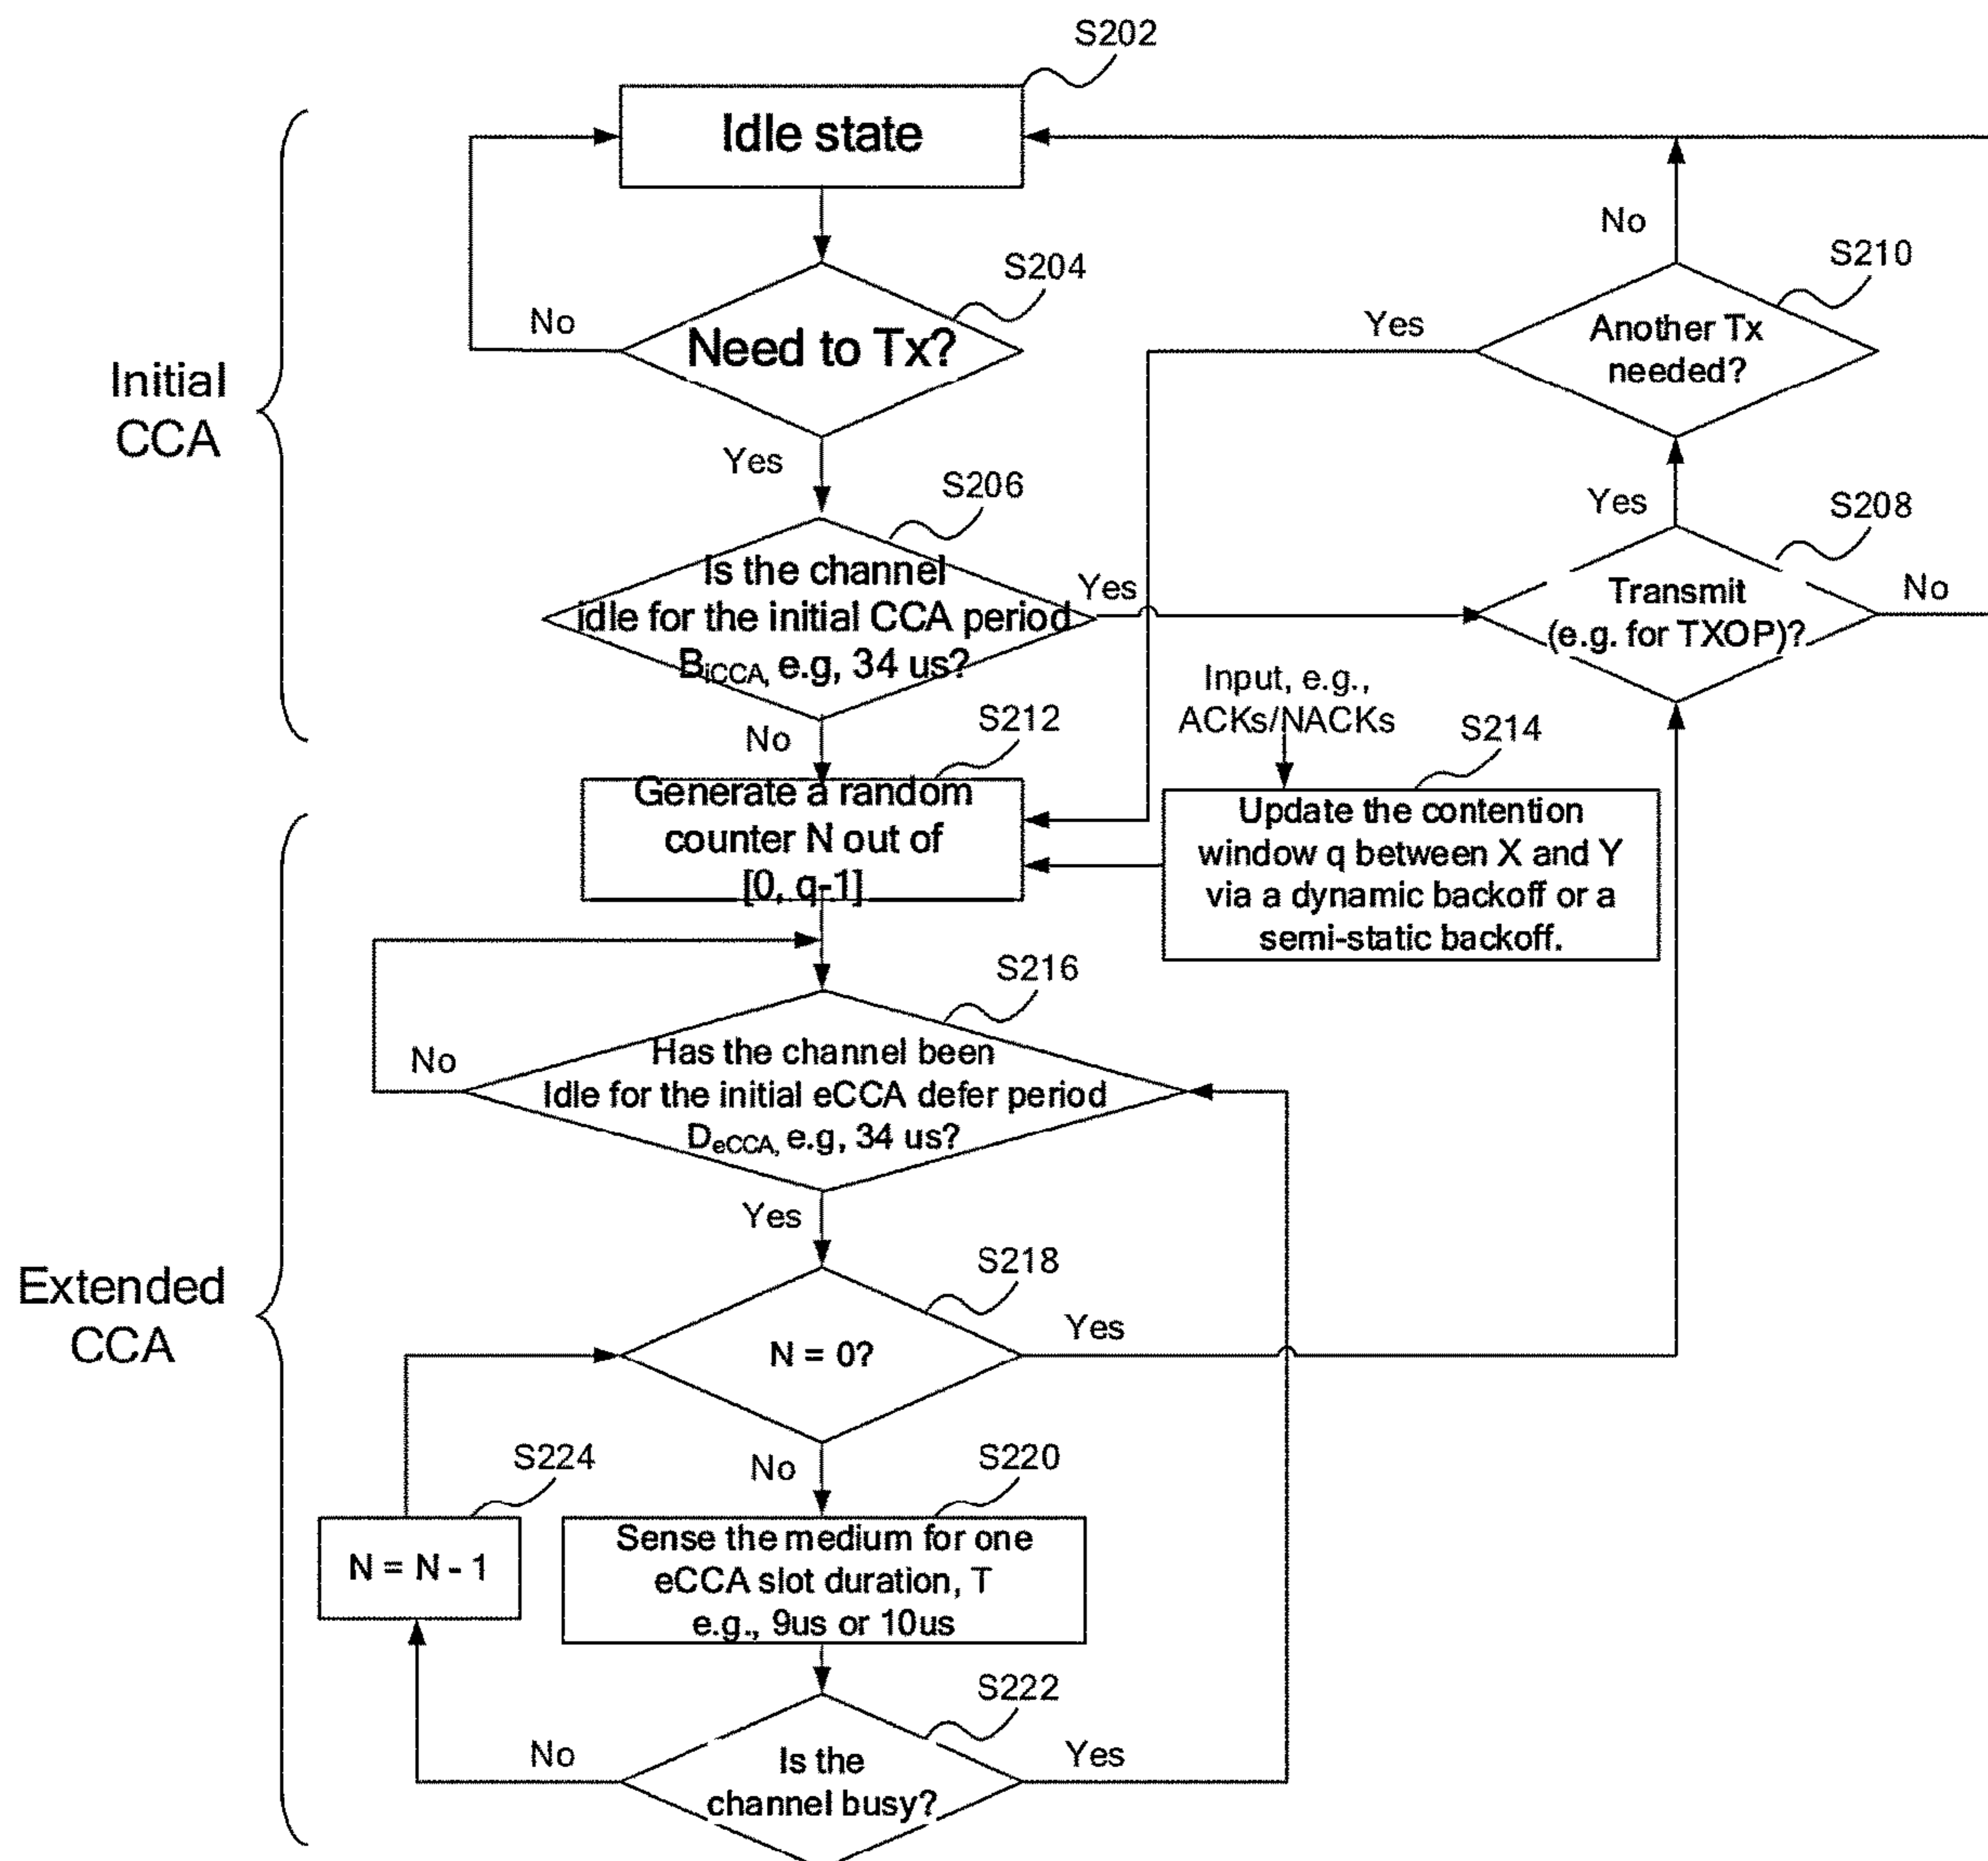 S202
Idle state
S204
Need to Tx?
No
Yes
S206
Is the channel
idle for the initial CCA period
BiCCA, e.g, 34 us?
Yes
No
Initial
CCA
No
S210
Another Tx
needed?
Yes
Yes
S208
Transmit
(e.g. for TXOP)?
No
Input, e.g.,
ACKs/NACKs
S214
Update the contention
window q between X and Y
via a dynamic backoff or a
semi-static backoff.
S212
Generate a random
counter N out of
[0, q-1]
S216
Has the channel been
Idle for the initial eCCA defer period
DeCCA, e.g, 34 us?
No
Yes
Extended
CCA
S218
N = 0?
Yes
No
S224
N = N - 1
S220
Sense the medium for one
eCCA slot duration, T
e.g., 9us or 10us
S222
Is the
channel busy?
No
Yes